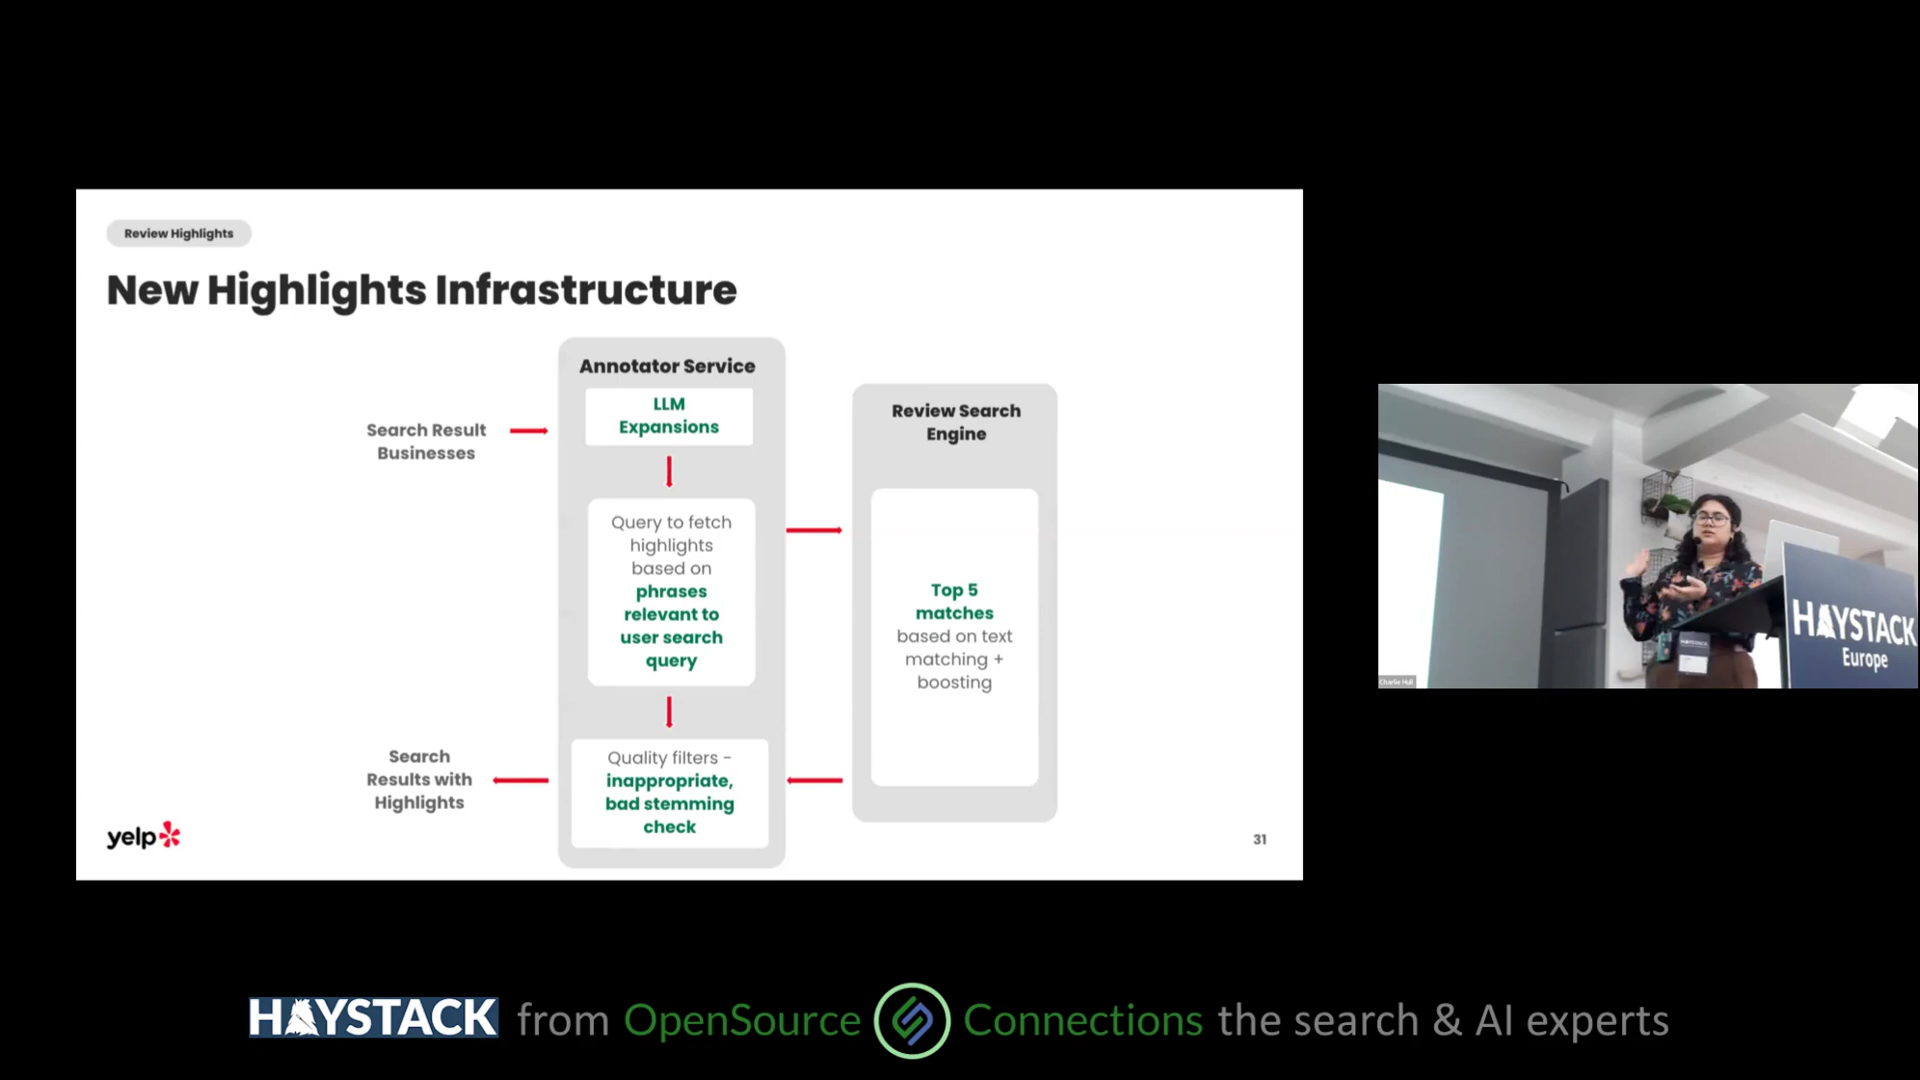 Review Highlights
New Highlights Infrastructure
Search Result
Businesses
Annotator Service
LLM
Expansions
Query to fetch
highlights
based on
phrases
relevant to
user search
query
Quality filters -
inappropriate,
bad stemming
check
Review Search
Engine
Top 5
matches
based on text
matching +
boosting
Search
Results with
Highlights
yelp
31
HAYSTACK
Europe
Charlie Hull
HAYSTACK from OpenSource Connections the search & AI experts